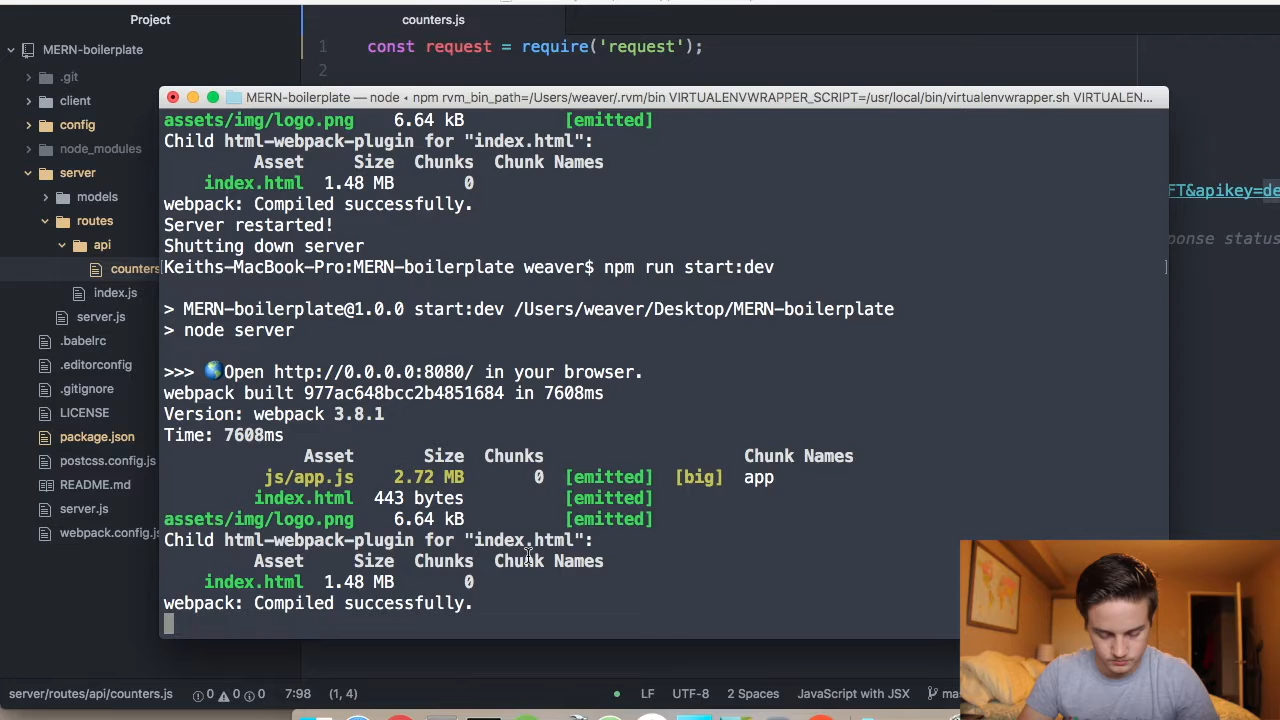 Project
counters.js
MERN-boilerplate
.git
client
config
node_modules
server
models
routes
api
counters
index.js
server.js
.babelrc
.editorconfig
.gitignore
LICENSE
package.json
postcss.config.js
README.md
server.js
webpack.config.js
1 const request = require('request');
2
FT&apikey=de
ponse status
MERN-boilerplate — node ◂ npm rvm_bin_path=/Users/weaver/.rvm/bin VIRTUALENVWRAPPER_SCRIPT=/usr/local/bin/virtualenvwrapper.sh VIRTUALEN...
assets/img/logo.png 6.64 kB [emitted]
Child html-webpack-plugin for "index.html":
Asset Size Chunks Chunk Names
index.html 1.48 MB 0
webpack: Compiled successfully.
Server restarted!
Shutting down server
Keiths-MacBook-Pro:MERN-boilerplate weaver$ npm run start:dev
> MERN-boilerplate@1.0.0 start:dev /Users/weaver/Desktop/MERN-boilerplate
> node server
>>> 🌎Open http://0.0.0.0:8080/ in your browser.
webpack built 977ac648bcc2b4851684 in 7608ms
Version: webpack 3.8.1
Time: 7608ms
Asset Size Chunks Chunk Names
js/app.js 2.72 MB 0 [emitted] [big] app
index.html 443 bytes [emitted]
assets/img/logo.png 6.64 kB [emitted]
Child html-webpack-plugin for "index.html":
Asset Size Chunks Chunk Names
index.html 1.48 MB 0
webpack: Compiled successfully.
server/routes/api/counters.js 0 0 0 7:98 (1, 4) LF UTF-8 2 Spaces JavaScript with JSX ma